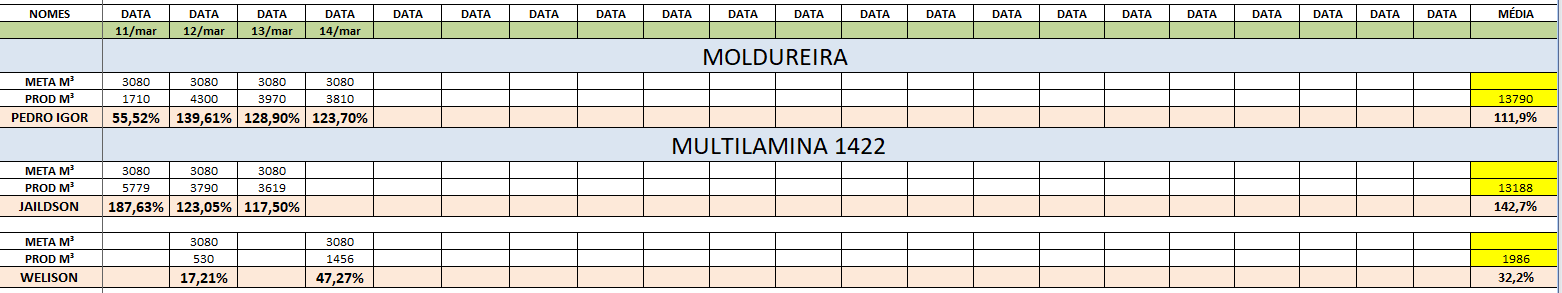 NOMES DATA DATA DATA DATA DATA DATA DATA DATA DATA DATA DATA DATA DATA DATA DATA DATA DATA DATA DATA DATA MÉDIA
11/mar 12/mar 13/mar 14/mar
MOLDUREIRA
META M³ 3080 3080 3080 3080
PROD M³ 1710 4300 3970 3810 13790
PEDRO IGOR 55,52% 139,61% 128,90% 123,70% 111,9%
MULTILAMINA 1422
META M³ 3080 3080 3080
PROD M³ 5779 3790 3619 13188
JAILDSON 187,63% 123,05% 117,50% 142,7%
META M³ 3080 3080
PROD M³ 530 1456 1986
WELISON 17,21% 47,27% 32,2%